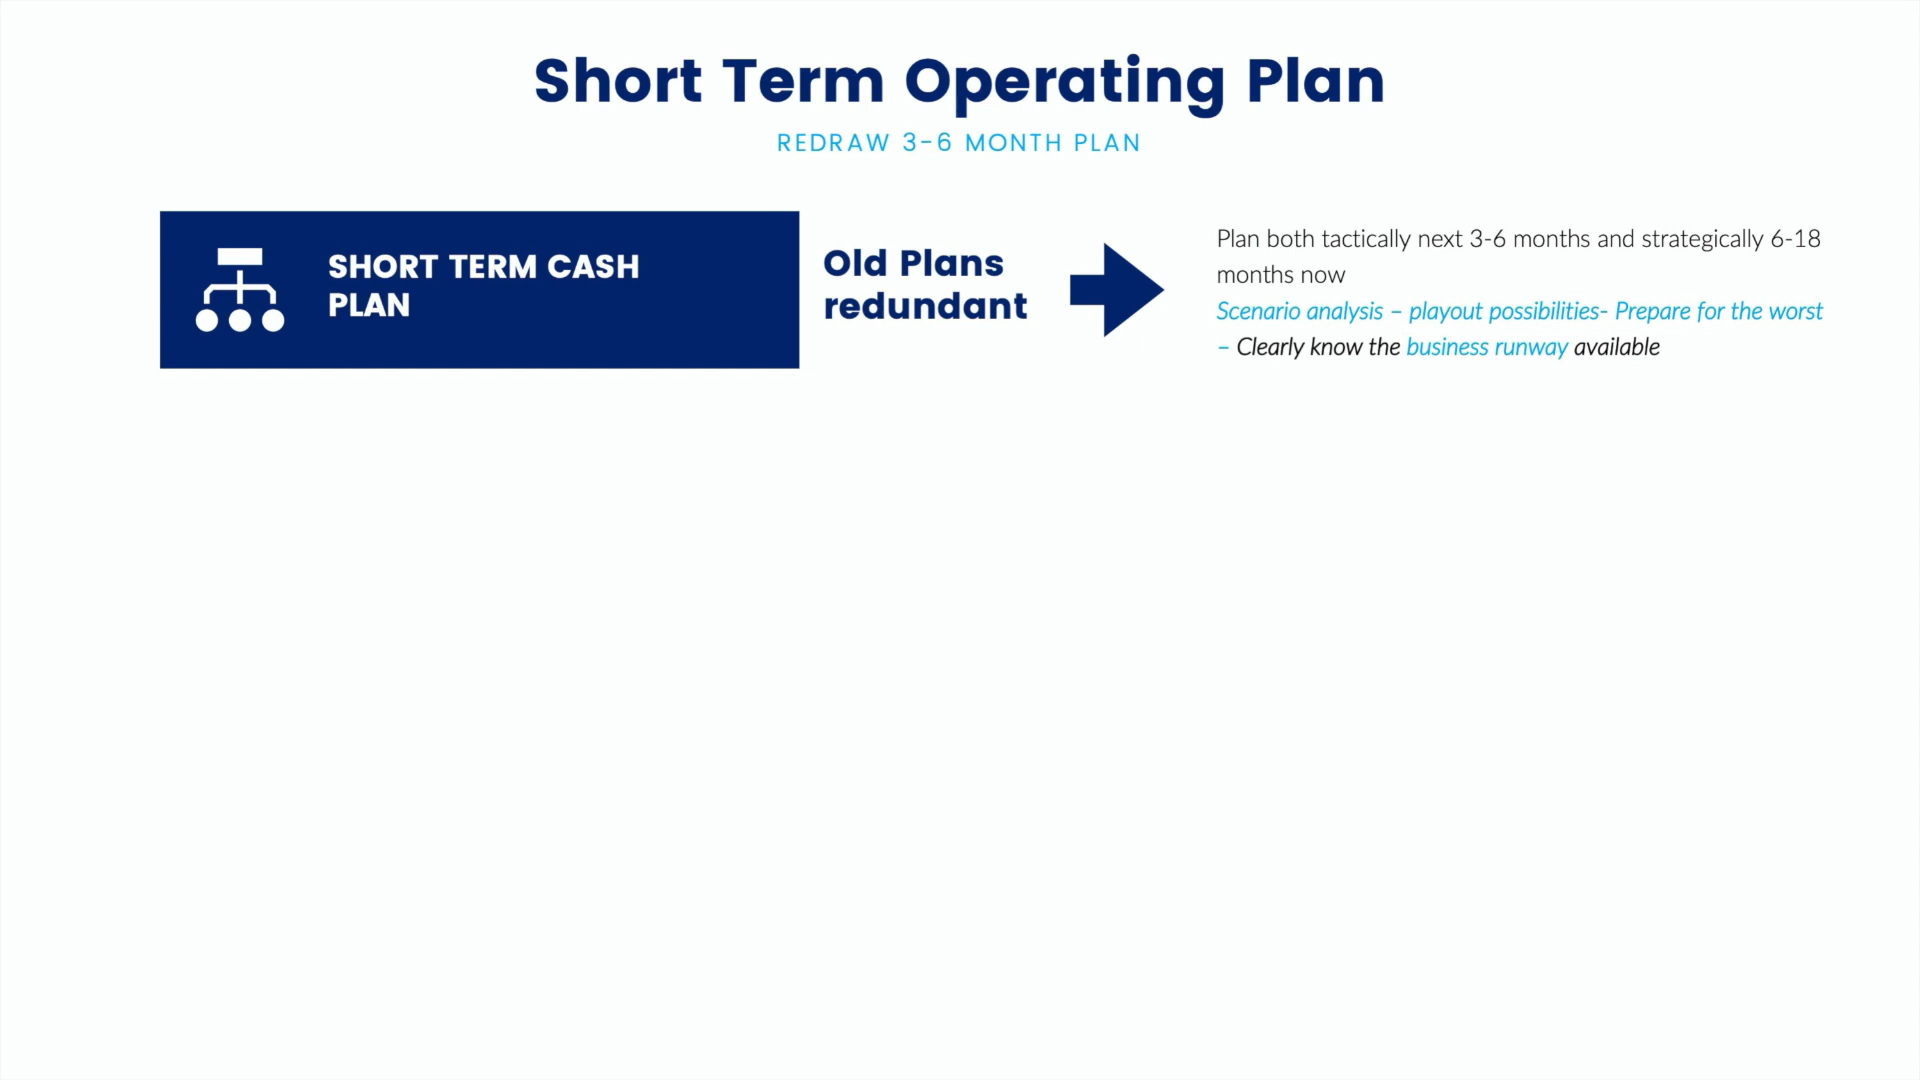 Short Term Operating Plan
REDRAW 3-6 MONTH PLAN
SHORT TERM CASH
PLAN
Old Plans
redundant
Plan both tactically next 3-6 months and strategically 6-18
months now
Scenario analysis – playout possibilities- Prepare for the worst
– Clearly know the business runway available